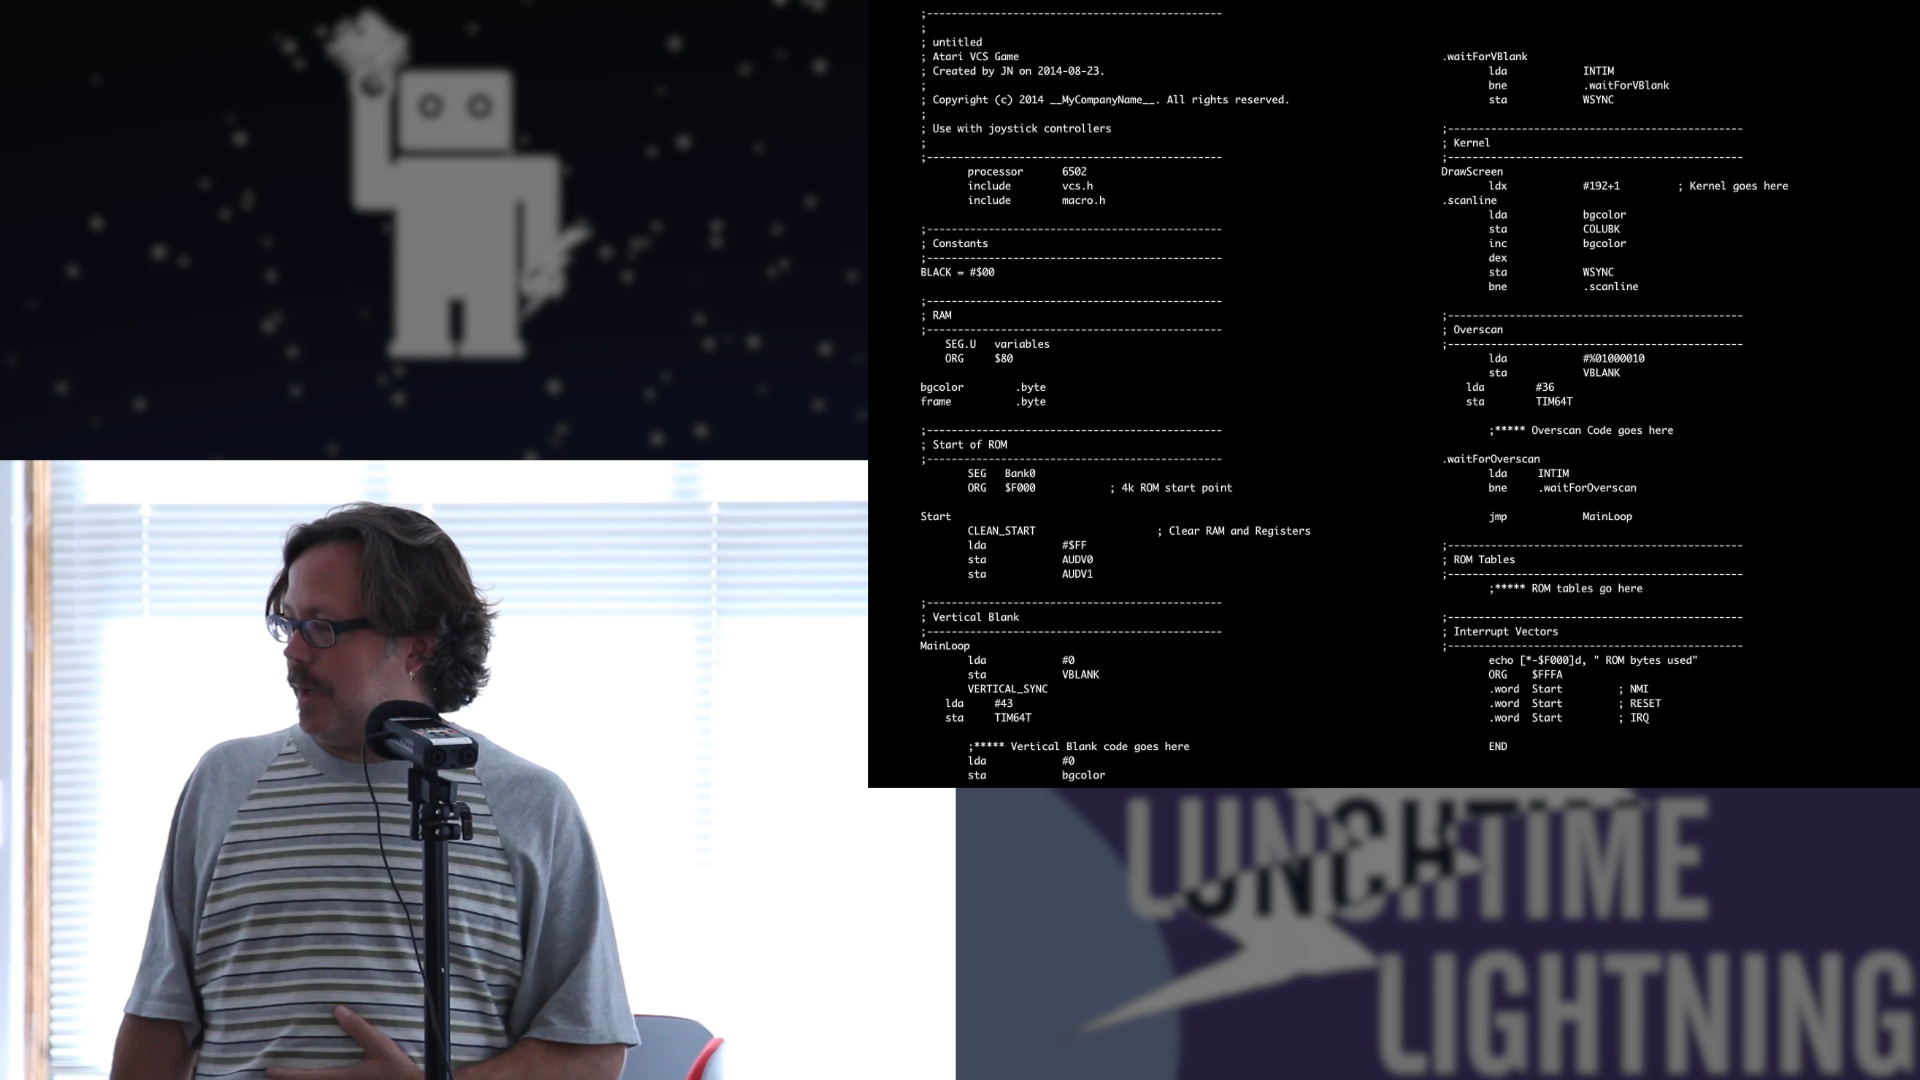 ;-----------------------------------------------
;
; untitled
; Atari VCS Game
; Created by JN on 2014-08-23.
;
; Copyright (c) 2014 __MyCompanyName__. All rights reserved.
;
; Use with joystick controllers
;
;-----------------------------------------------
processor 6502
include vcs.h
include macro.h
;-----------------------------------------------
; Constants
;-----------------------------------------------
BLACK = #$00
;-----------------------------------------------
; RAM
;-----------------------------------------------
SEG.U variables
ORG $80
bgcolor .byte
frame .byte
;-----------------------------------------------
; Start of ROM
;-----------------------------------------------
SEG Bank0
ORG $F000 ; 4k ROM start point
Start
CLEAN_START ; Clear RAM and Registers
lda #$FF
sta AUDV0
sta AUDV1
;-----------------------------------------------
; Vertical Blank
;-----------------------------------------------
MainLoop
lda #0
sta VBLANK
VERTICAL_SYNC
lda #43
sta TIM64T
;***** Vertical Blank code goes here
lda #0
sta bgcolor
.waitForVBlank
lda INTIM
bne .waitForVBlank
sta WSYNC
;-----------------------------------------------
; Kernel
;-----------------------------------------------
DrawScreen
ldx #192+1 ; Kernel goes here
.scanline
lda bgcolor
sta COLUBK
inc bgcolor
dex
sta WSYNC
bne .scanline
;-----------------------------------------------
; Overscan
;-----------------------------------------------
lda #%01000010
sta VBLANK
lda #36
sta TIM64T
;***** Overscan Code goes here
.waitForOverscan
lda INTIM
bne .waitForOverscan
jmp MainLoop
;-----------------------------------------------
; ROM Tables
;-----------------------------------------------
;***** ROM tables go here
;-----------------------------------------------
; Interrupt Vectors
;-----------------------------------------------
echo [*-$F000]d, " ROM bytes used"
ORG $FFFA
.word Start ; NMI
.word Start ; RESET
.word Start ; IRQ
END
LUNCHTIME
LIGHTNING